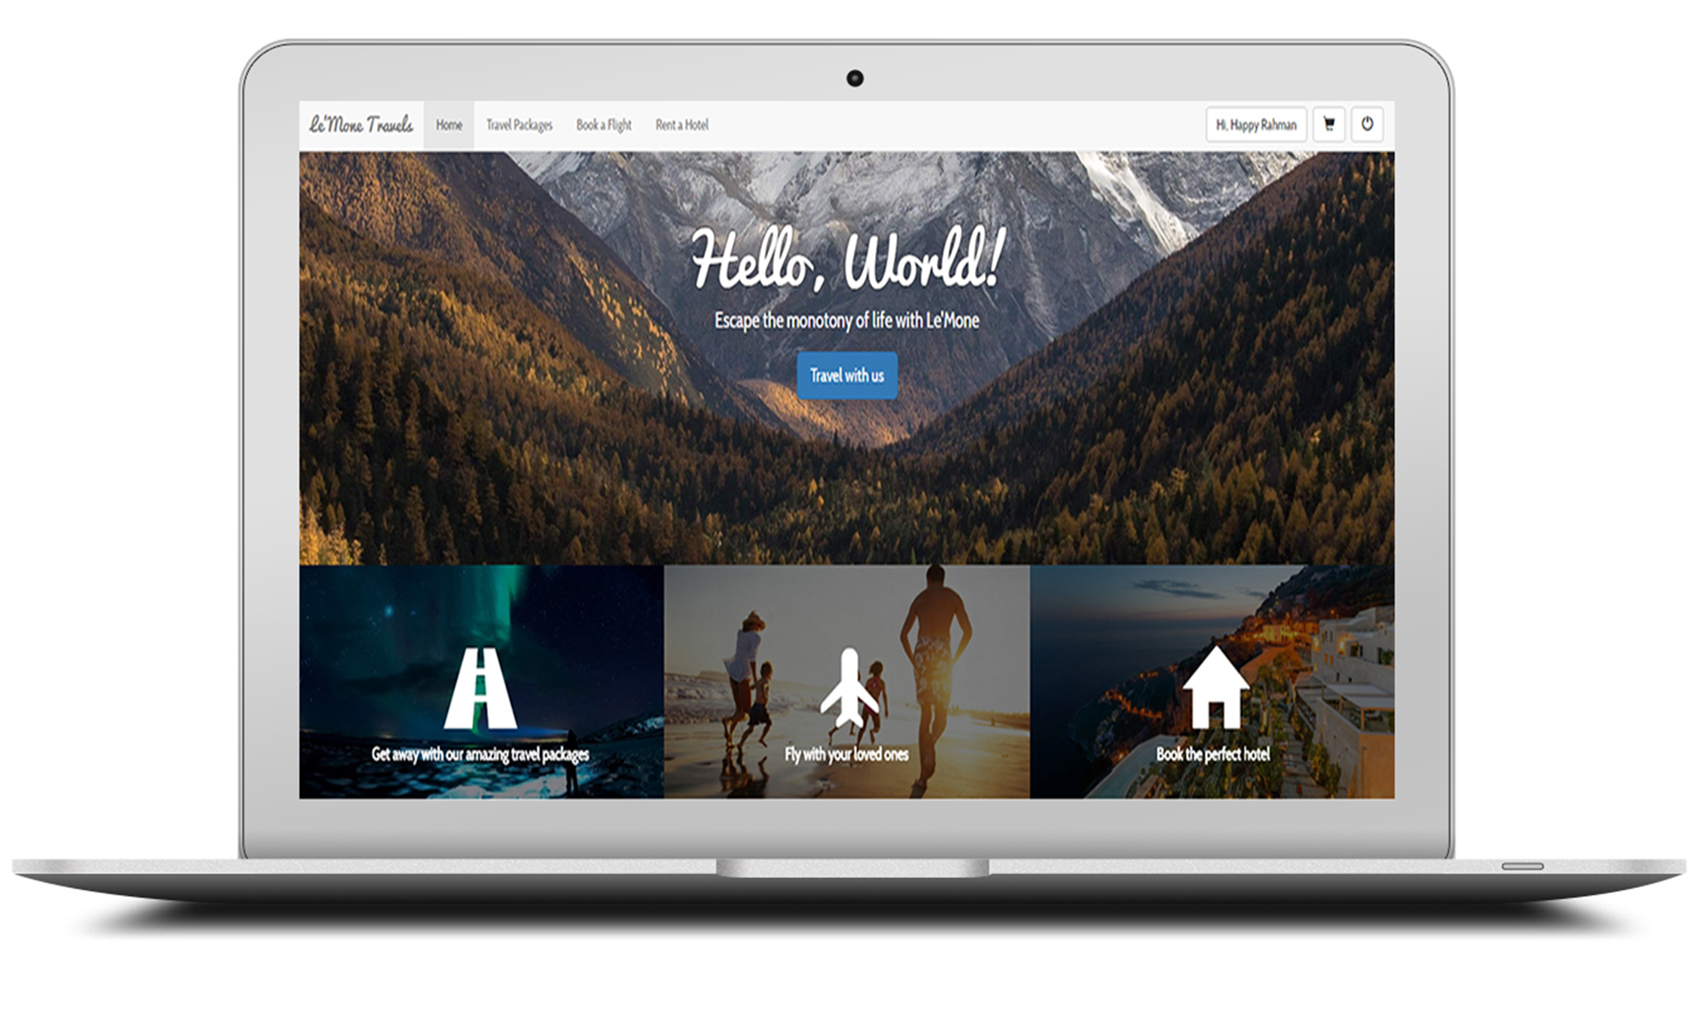 Le'Mone Travels
Home
Travel Packages
Book a Flight
Rent a Hotel
Hi, Happy Rahman
Hello, World!
Escape the monotony of life with Le'Mone
Travel with us
Get away with our amazing travel packages
Fly with your loved ones
Book the perfect hotel